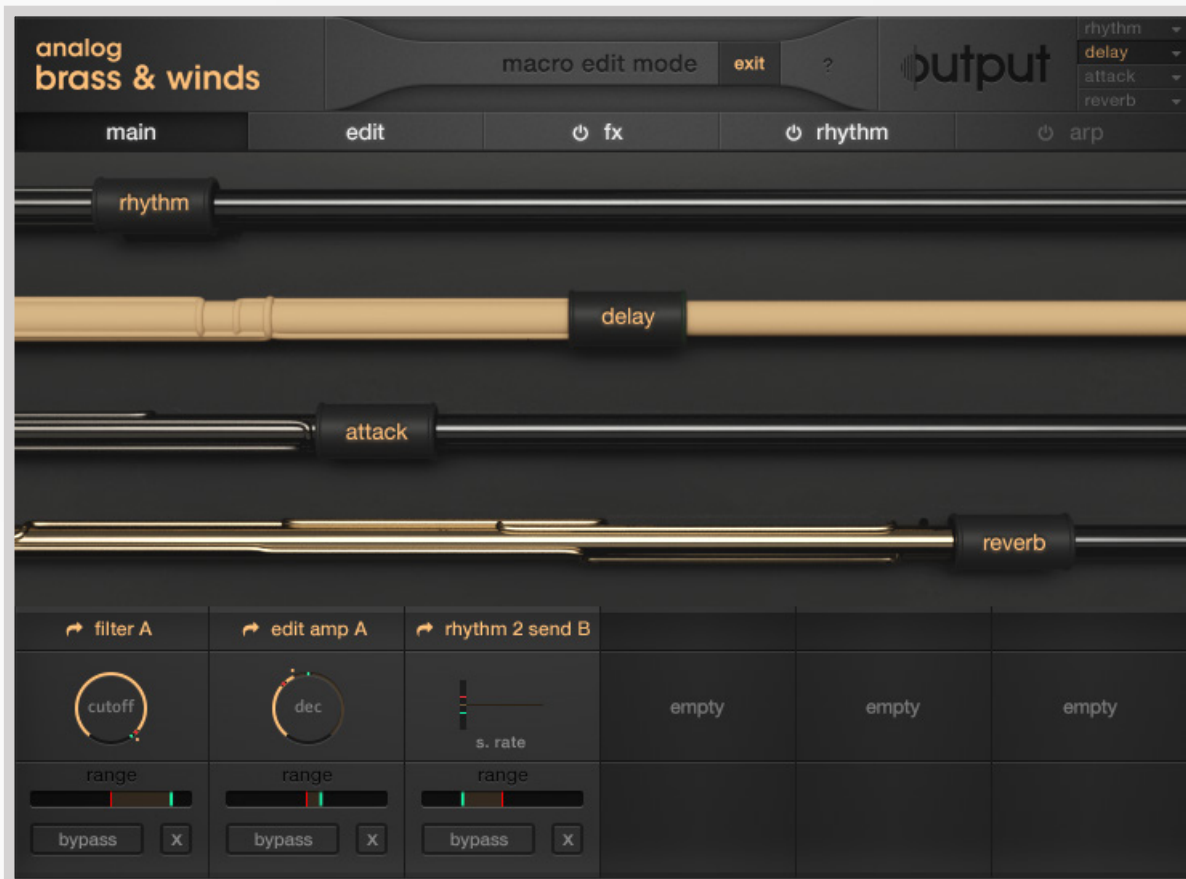 analog
brass & winds
macro edit mode
exit
?
output
rhythm
delay
attack
reverb
main
edit
fx
rhythm
arp
rhythm
delay
attack
reverb
filter A
edit amp A
rhythm 2 send B
cutoff
dec
s. rate
empty
empty
empty
range
range
range
bypass
X
bypass
X
bypass
X